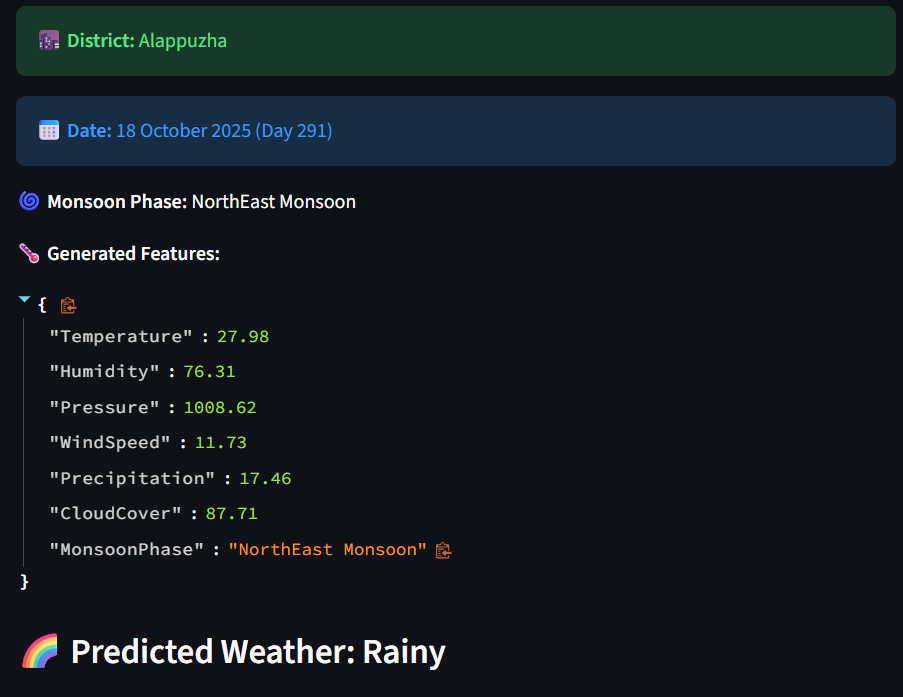 District: Alappuzha
Date: 18 October 2025 (Day 291)
Monsoon Phase: NorthEast Monsoon
Generated Features:
{
"Temperature" : 27.98
"Humidity" : 76.31
"Pressure" : 1008.62
"WindSpeed" : 11.73
"Precipitation" : 17.46
"CloudCover" : 87.71
"MonsoonPhase" : "NorthEast Monsoon"
}
Predicted Weather: Rainy